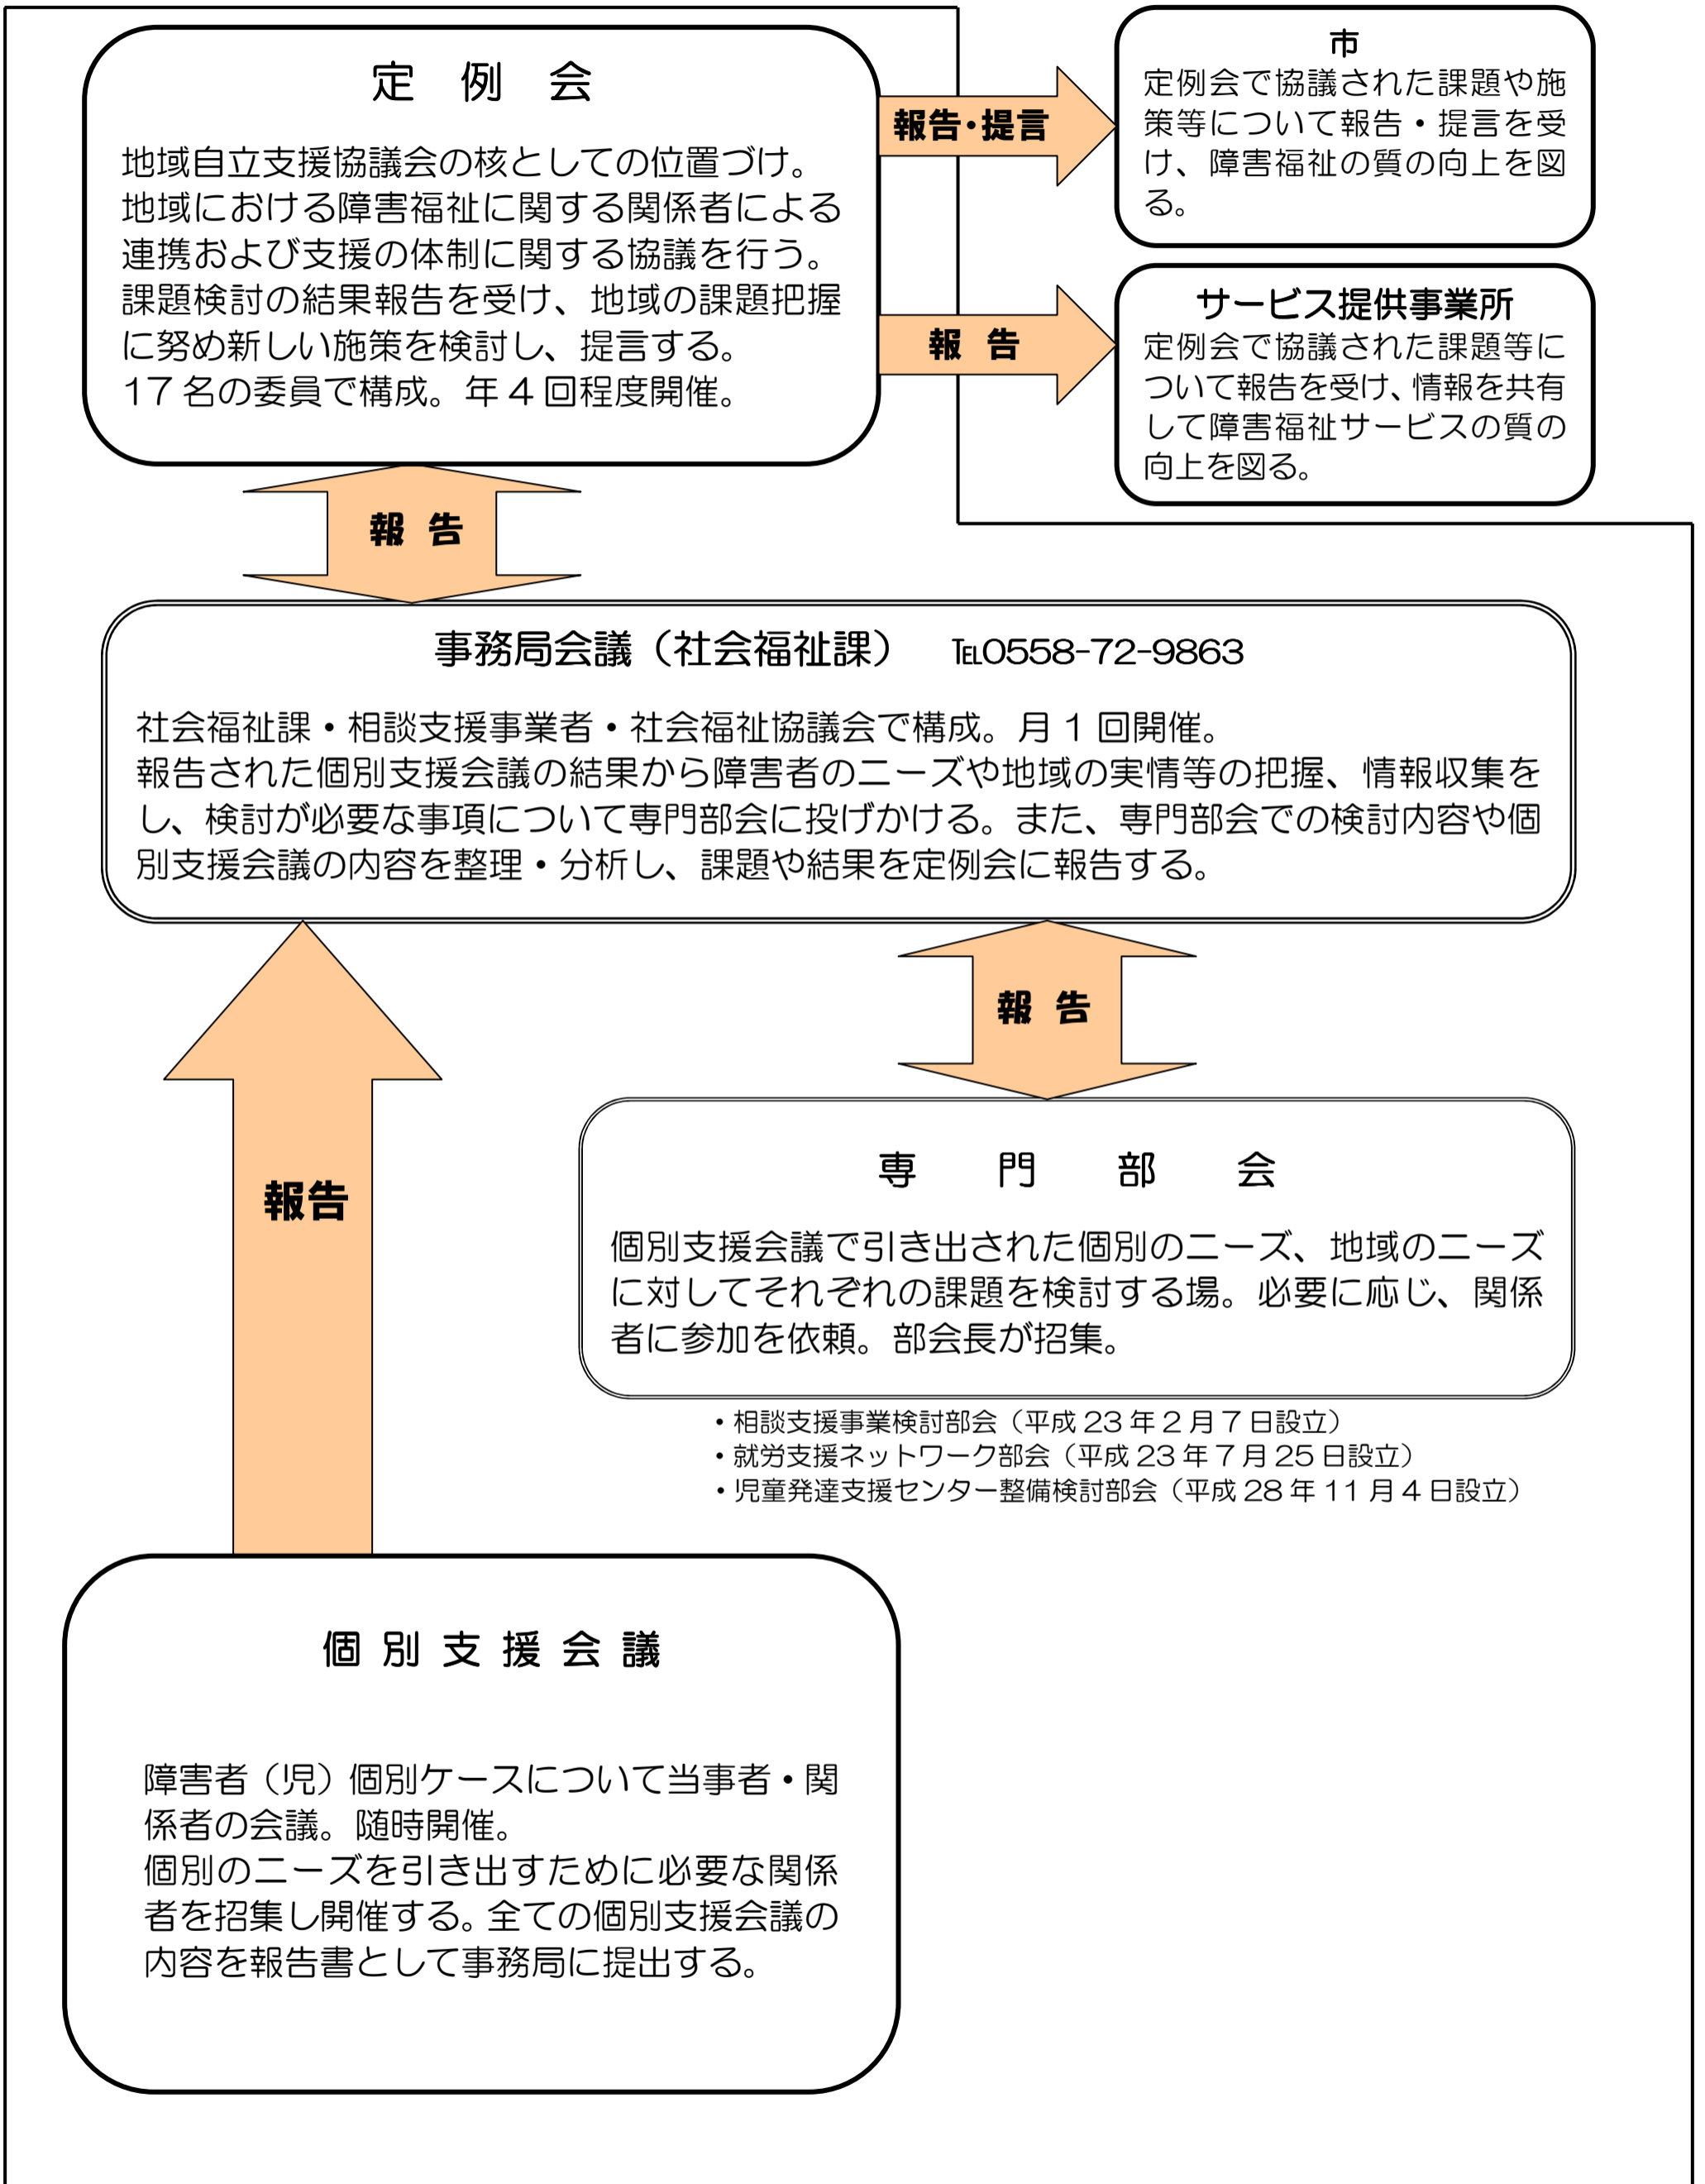 定 例 会
地域自立支援協議会の核としての位置づけ。
地域における障害福祉に関する関係者による
連携および支援の体制に関する協議を行う。
課題検討の結果報告を受け、地域の課題把握
に努め新しい施策を検討し、提言する。
17 名の委員で構成。年 4 回程度開催。
報告・提言
市
定例会で協議された課題や施
策等について報告・提言を受
け、障害福祉の質の向上を図
る。
報 告
サービス提供事業所
定例会で協議された課題等に
ついて報告を受け、情報を共有
して障害福祉サービスの質の
向上を図る。
報 告
事務局会議（社会福祉課） ℡0558-72-9863
社会福祉課・相談支援事業者・社会福祉協議会で構成。月 1 回開催。
報告された個別支援会議の結果から障害者のニーズや地域の実情等の把握、情報収集を
し、検討が必要な事項について専門部会に投げかける。また、専門部会での検討内容や個
別支援会議の内容を整理・分析し、課題や結果を定例会に報告する。
報 告
専 門 部 会
個別支援会議で引き出された個別のニーズ、地域のニーズ
に対してそれぞれの課題を検討する場。必要に応じ、関係
者に参加を依頼。部会長が招集。
・相談支援事業検討部会（平成 23 年 2 月 7 日設立）
・就労支援ネットワーク部会（平成 23 年 7 月 25 日設立）
・児童発達支援センター整備検討部会（平成 28 年 11 月 4 日設立）
報告
個 別 支 援 会 議
障害者（児）個別ケースについて当事者・関
係者の会議。随時開催。
個別のニーズを引き出すために必要な関係
者を招集し開催する。全ての個別支援会議の
内容を報告書として事務局に提出する。